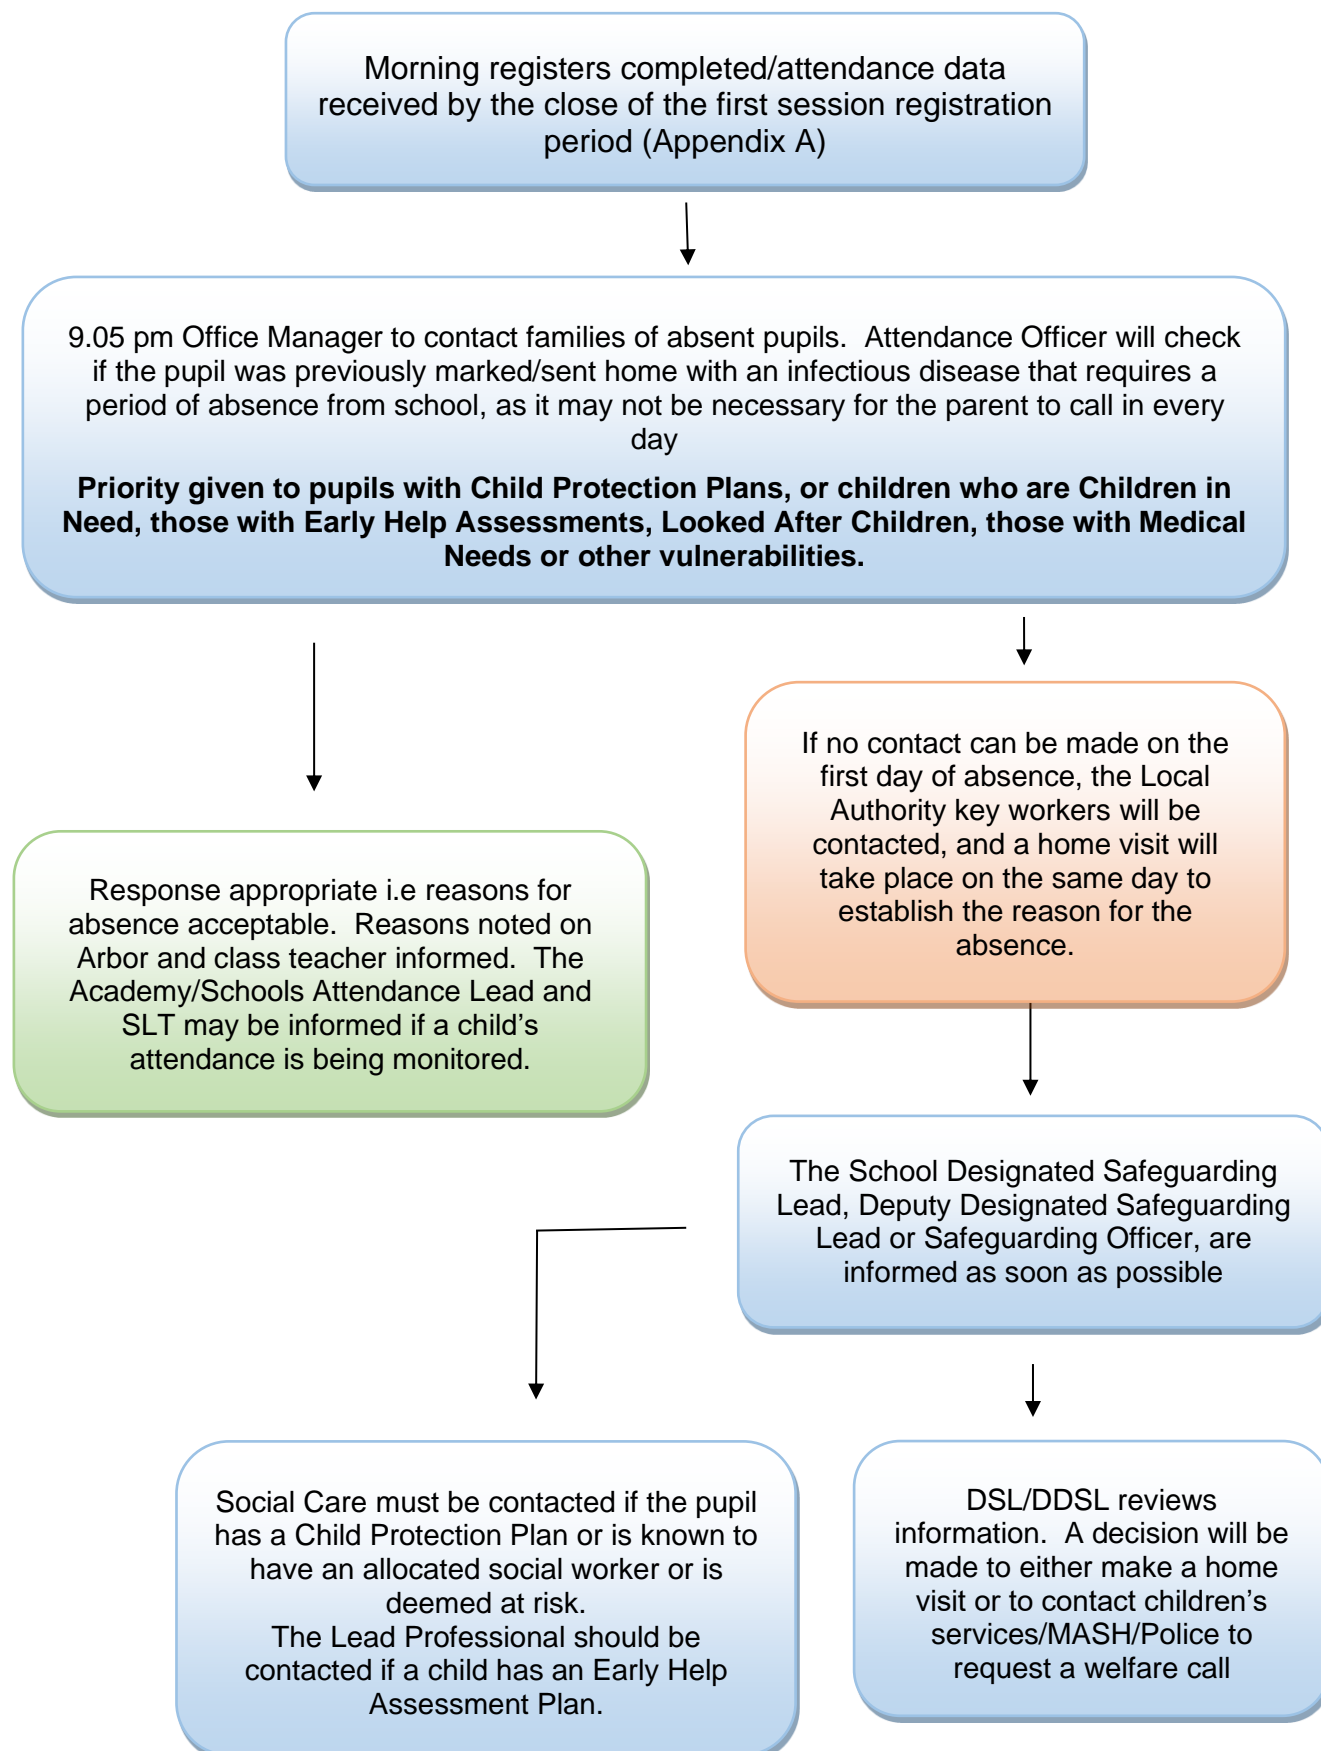 Morning registers completed/attendance data
received by the close of the first session registration
period (Appendix A)
9.05 pm Office Manager to contact families of absent pupils.  Attendance Officer will check
if the pupil was previously marked/sent home with an infectious disease that requires a
period of absence from school, as it may not be necessary for the parent to call in every
day
Priority given to pupils with Child Protection Plans, or children who are Children in
Need, those with Early Help Assessments, Looked After Children, those with Medical
Needs or other vulnerabilities.
If no contact can be made on the
first day of absence, the Local
Authority key workers will be
contacted, and a home visit will
take place on the same day to
establish the reason for the
absence.
Response appropriate i.e reasons for
absence acceptable.  Reasons noted on
Arbor and class teacher informed.  The
Academy/Schools Attendance Lead and
SLT may be informed if a child’s
attendance is being monitored.
The School Designated Safeguarding
Lead, Deputy Designated Safeguarding
Lead or Safeguarding Officer, are
informed as soon as possible
Social Care must be contacted if the pupil
has a Child Protection Plan or is known to
have an allocated social worker or is
deemed at risk.
The Lead Professional should be
contacted if a child has an Early Help
Assessment Plan.
DSL/DDSL reviews
information.  A decision will be
made to either make a home
visit or to contact children’s
services/MASH/Police to
request a welfare call